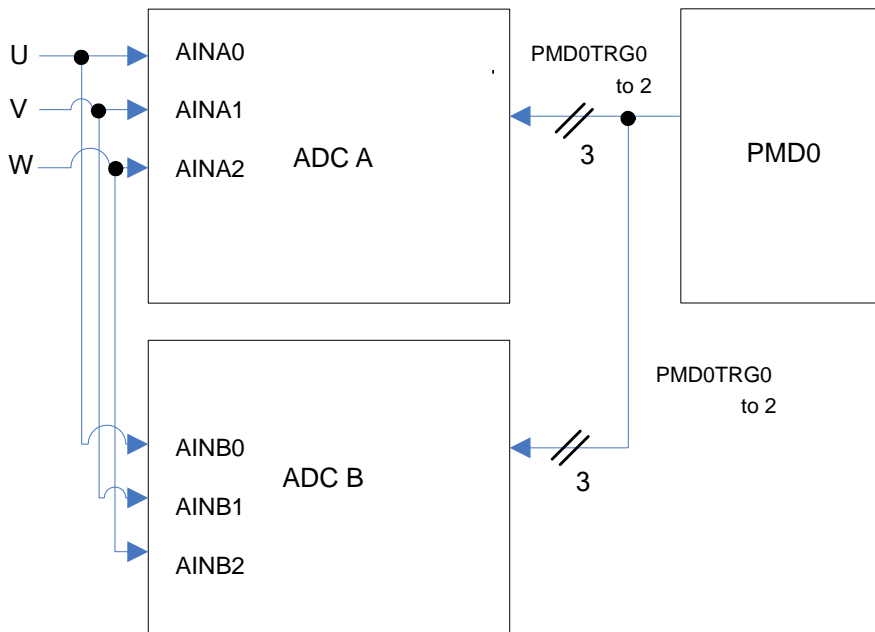 U
V
W
AINA0
AINA1
AINA2
ADC A
PMD0TRG0
to 2
3
PMD0
AINB0
AINB1
AINB2
ADC B
PMD0TRG0
to 2
3